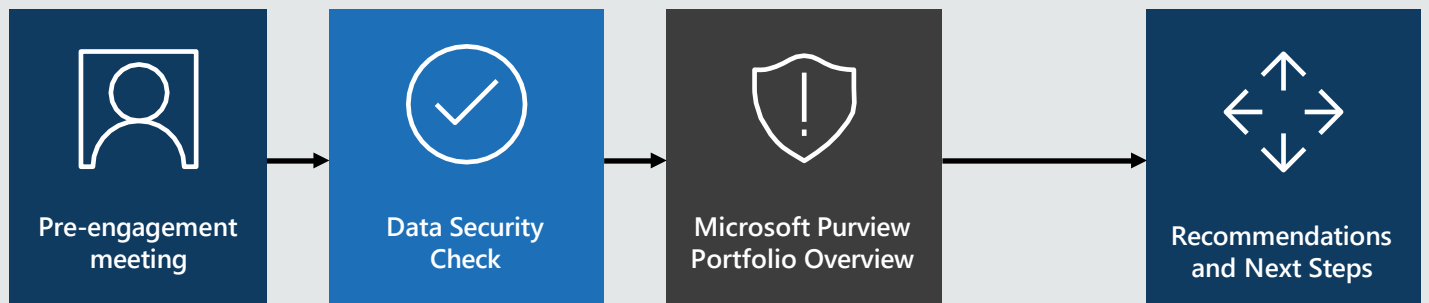 Pre-engagement
meeting
Data Security
Check
Microsoft Purview
Portfolio Overview
Recommendations
and Next Steps